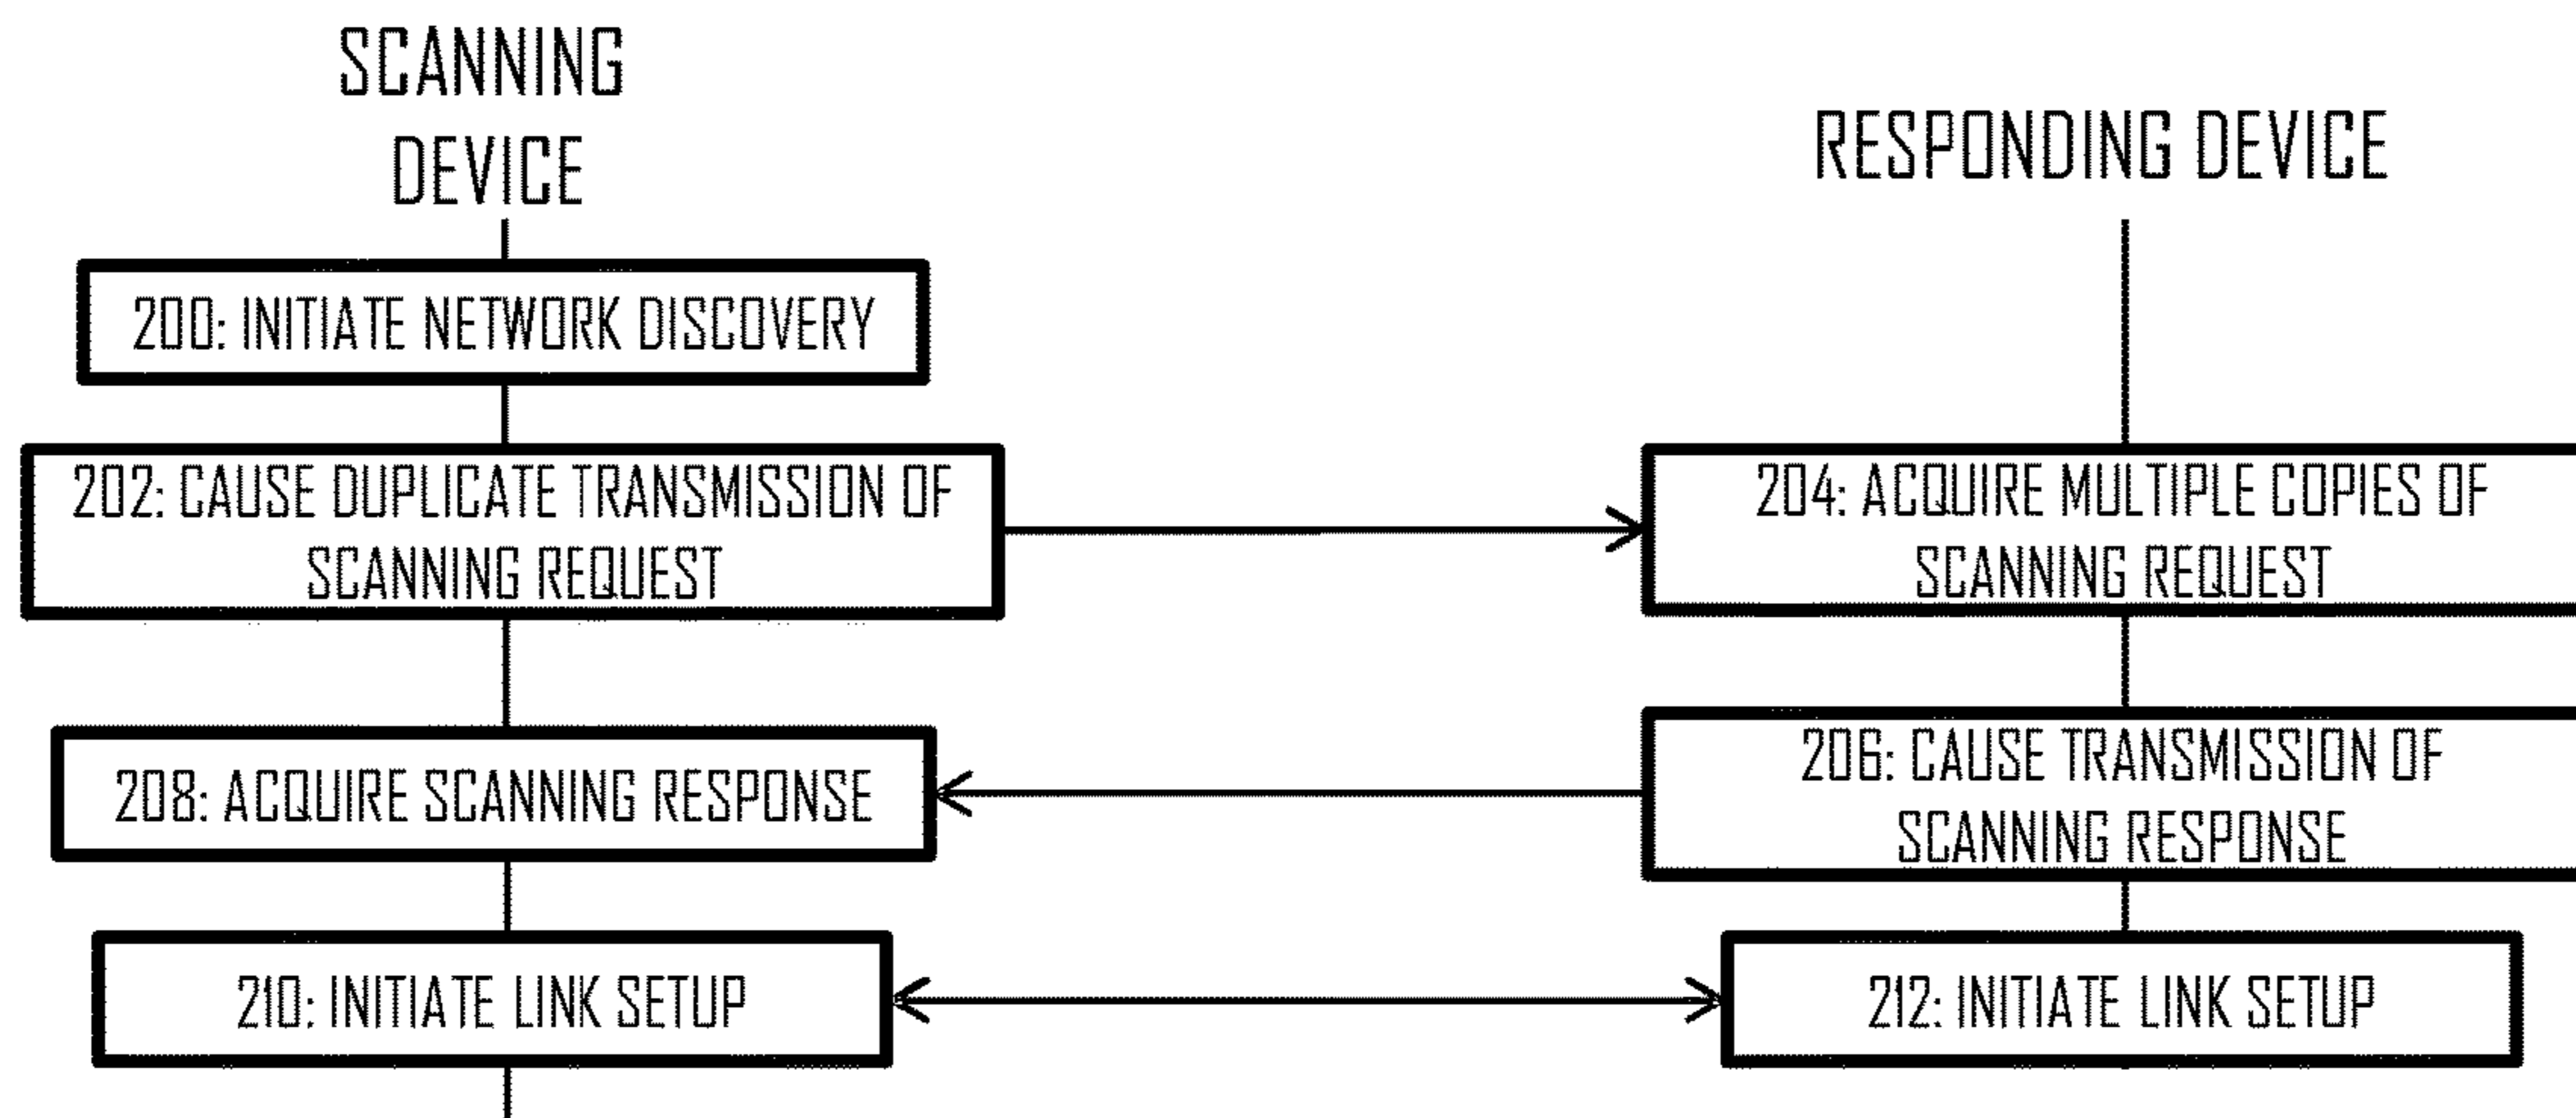 SCANNING
DEVICE
RESPONDING DEVICE
200: INITIATE NETWORK DISCOVERY
202: CAUSE DUPLICATE TRANSMISSION OF
SCANNING REQUEST
204: ACQUIRE MULTIPLE COPIES OF
SCANNING REQUEST
206: CAUSE TRANSMISSION OF
SCANNING RESPONSE
208: ACQUIRE SCANNING RESPONSE
210: INITIATE LINK SETUP
212: INITIATE LINK SETUP